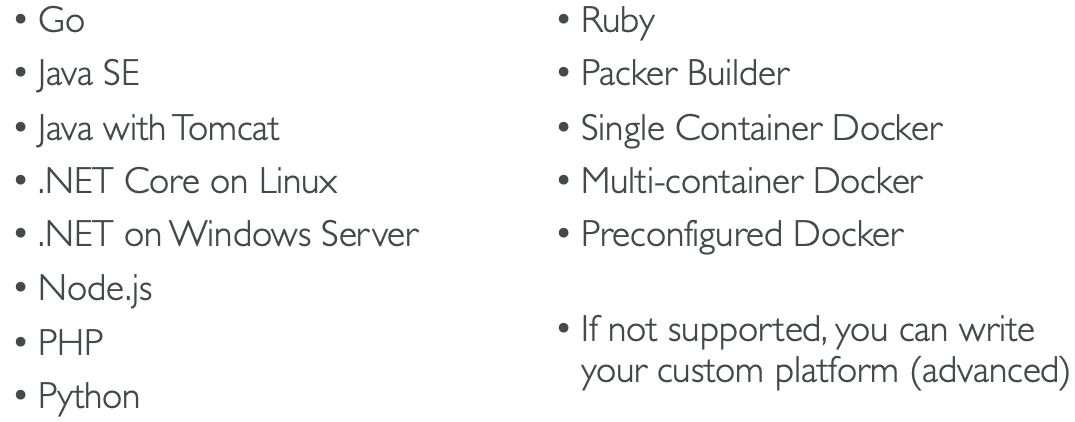 • Go
• Java SE
• Java with Tomcat
• .NET Core on Linux
• .NET on Windows Server
• Node.js
• PHP
• Python
• Ruby
• Packer Builder
• Single Container Docker
• Multi-container Docker
• Preconfigured Docker
• If not supported, you can write
your custom platform (advanced)